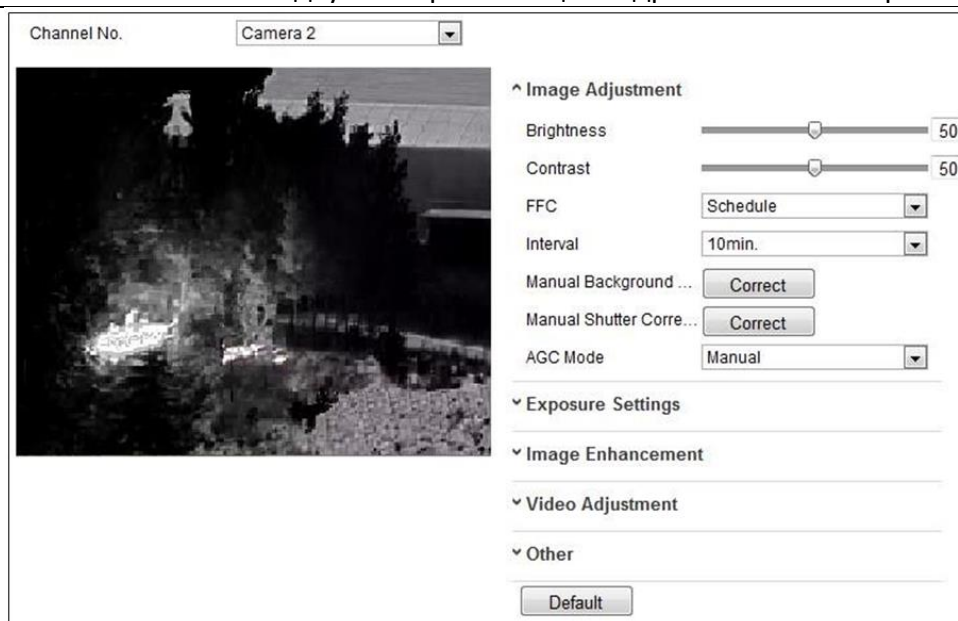 Channel No. Camera 2
^ Image Adjustment
Brightness 50
Contrast 50
FFC Schedule
Interval 10min.
Manual Background ... Correct
Manual Shutter Corre... Correct
AGC Mode Manual
Exposure Settings
Image Enhancement
Video Adjustment
Other
Default